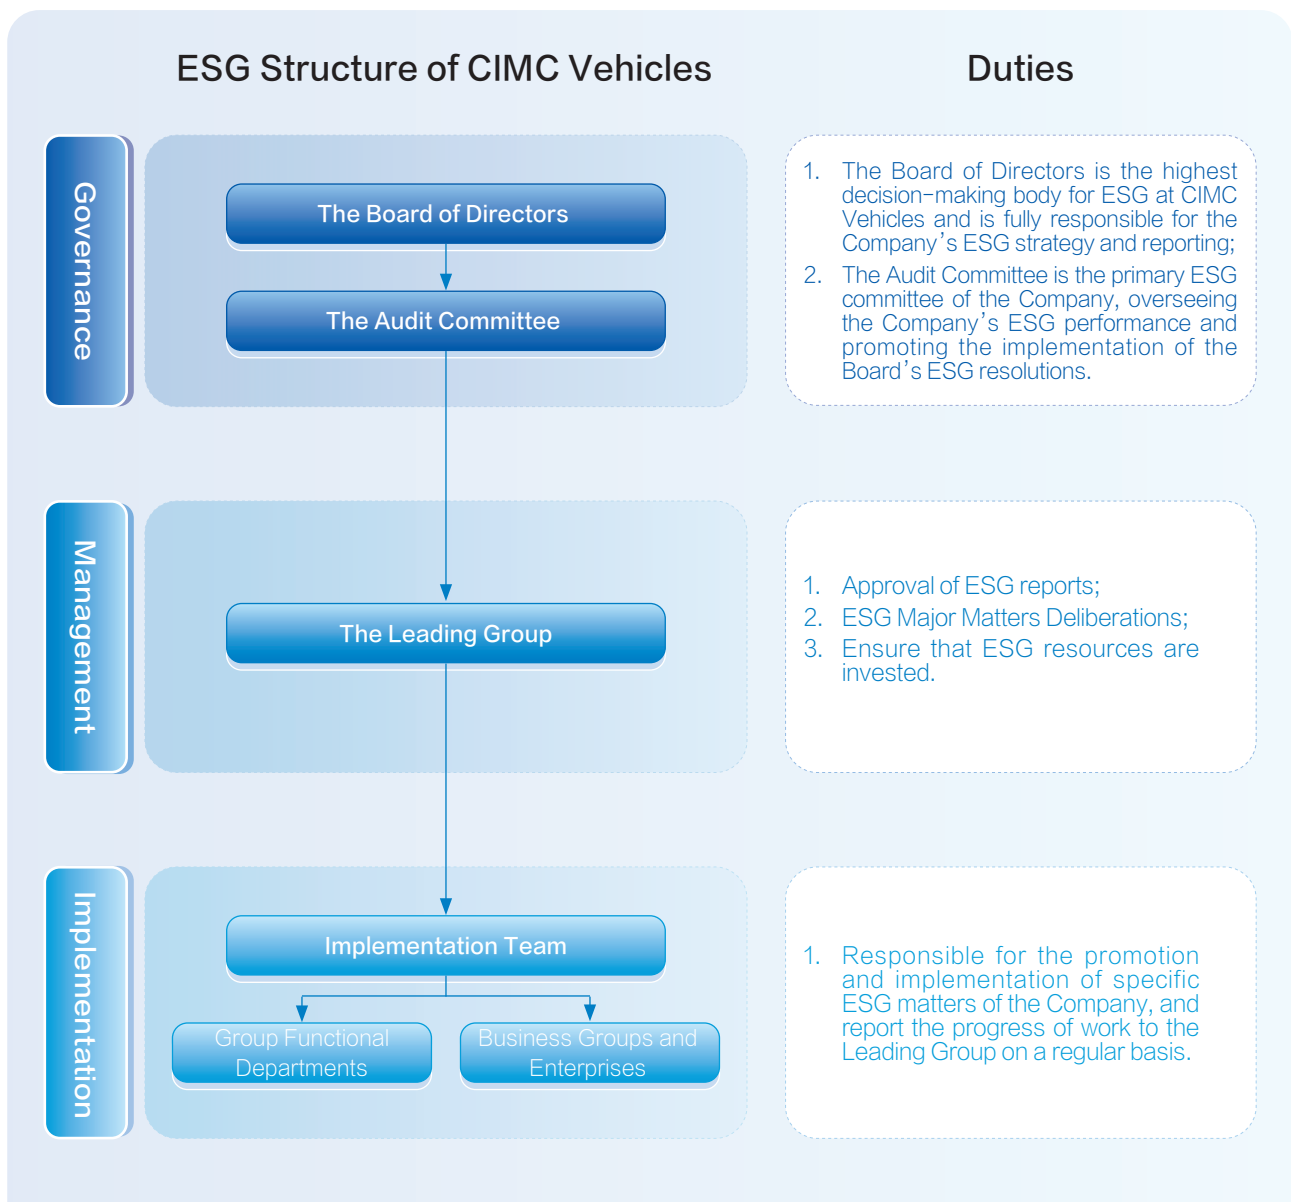 ESG Structure of CIMC Vehicles
Duties
Governance
The Board of Directors
The Audit Committee
1. The Board of Directors is the highest
decision-making body for ESG at CIMC
Vehicles and is fully responsible for the
Company's ESG strategy and reporting;
2. The Audit Committee is the primary ESG
committee of the Company, overseeing
the Company's ESG performance and
promoting the implementation of the
Board's ESG resolutions.
Management
The Leading Group
1. Approval of ESG reports;
2. ESG Major Matters Deliberations;
3. Ensure that ESG resources are
invested.
Implementation
Implementation Team
Group Functional
Departments
Business Groups and
Enterprises
1. Responsible for the promotion
and implementation of specific
ESG matters of the Company, and
report the progress of work to the
Leading Group on a regular basis.